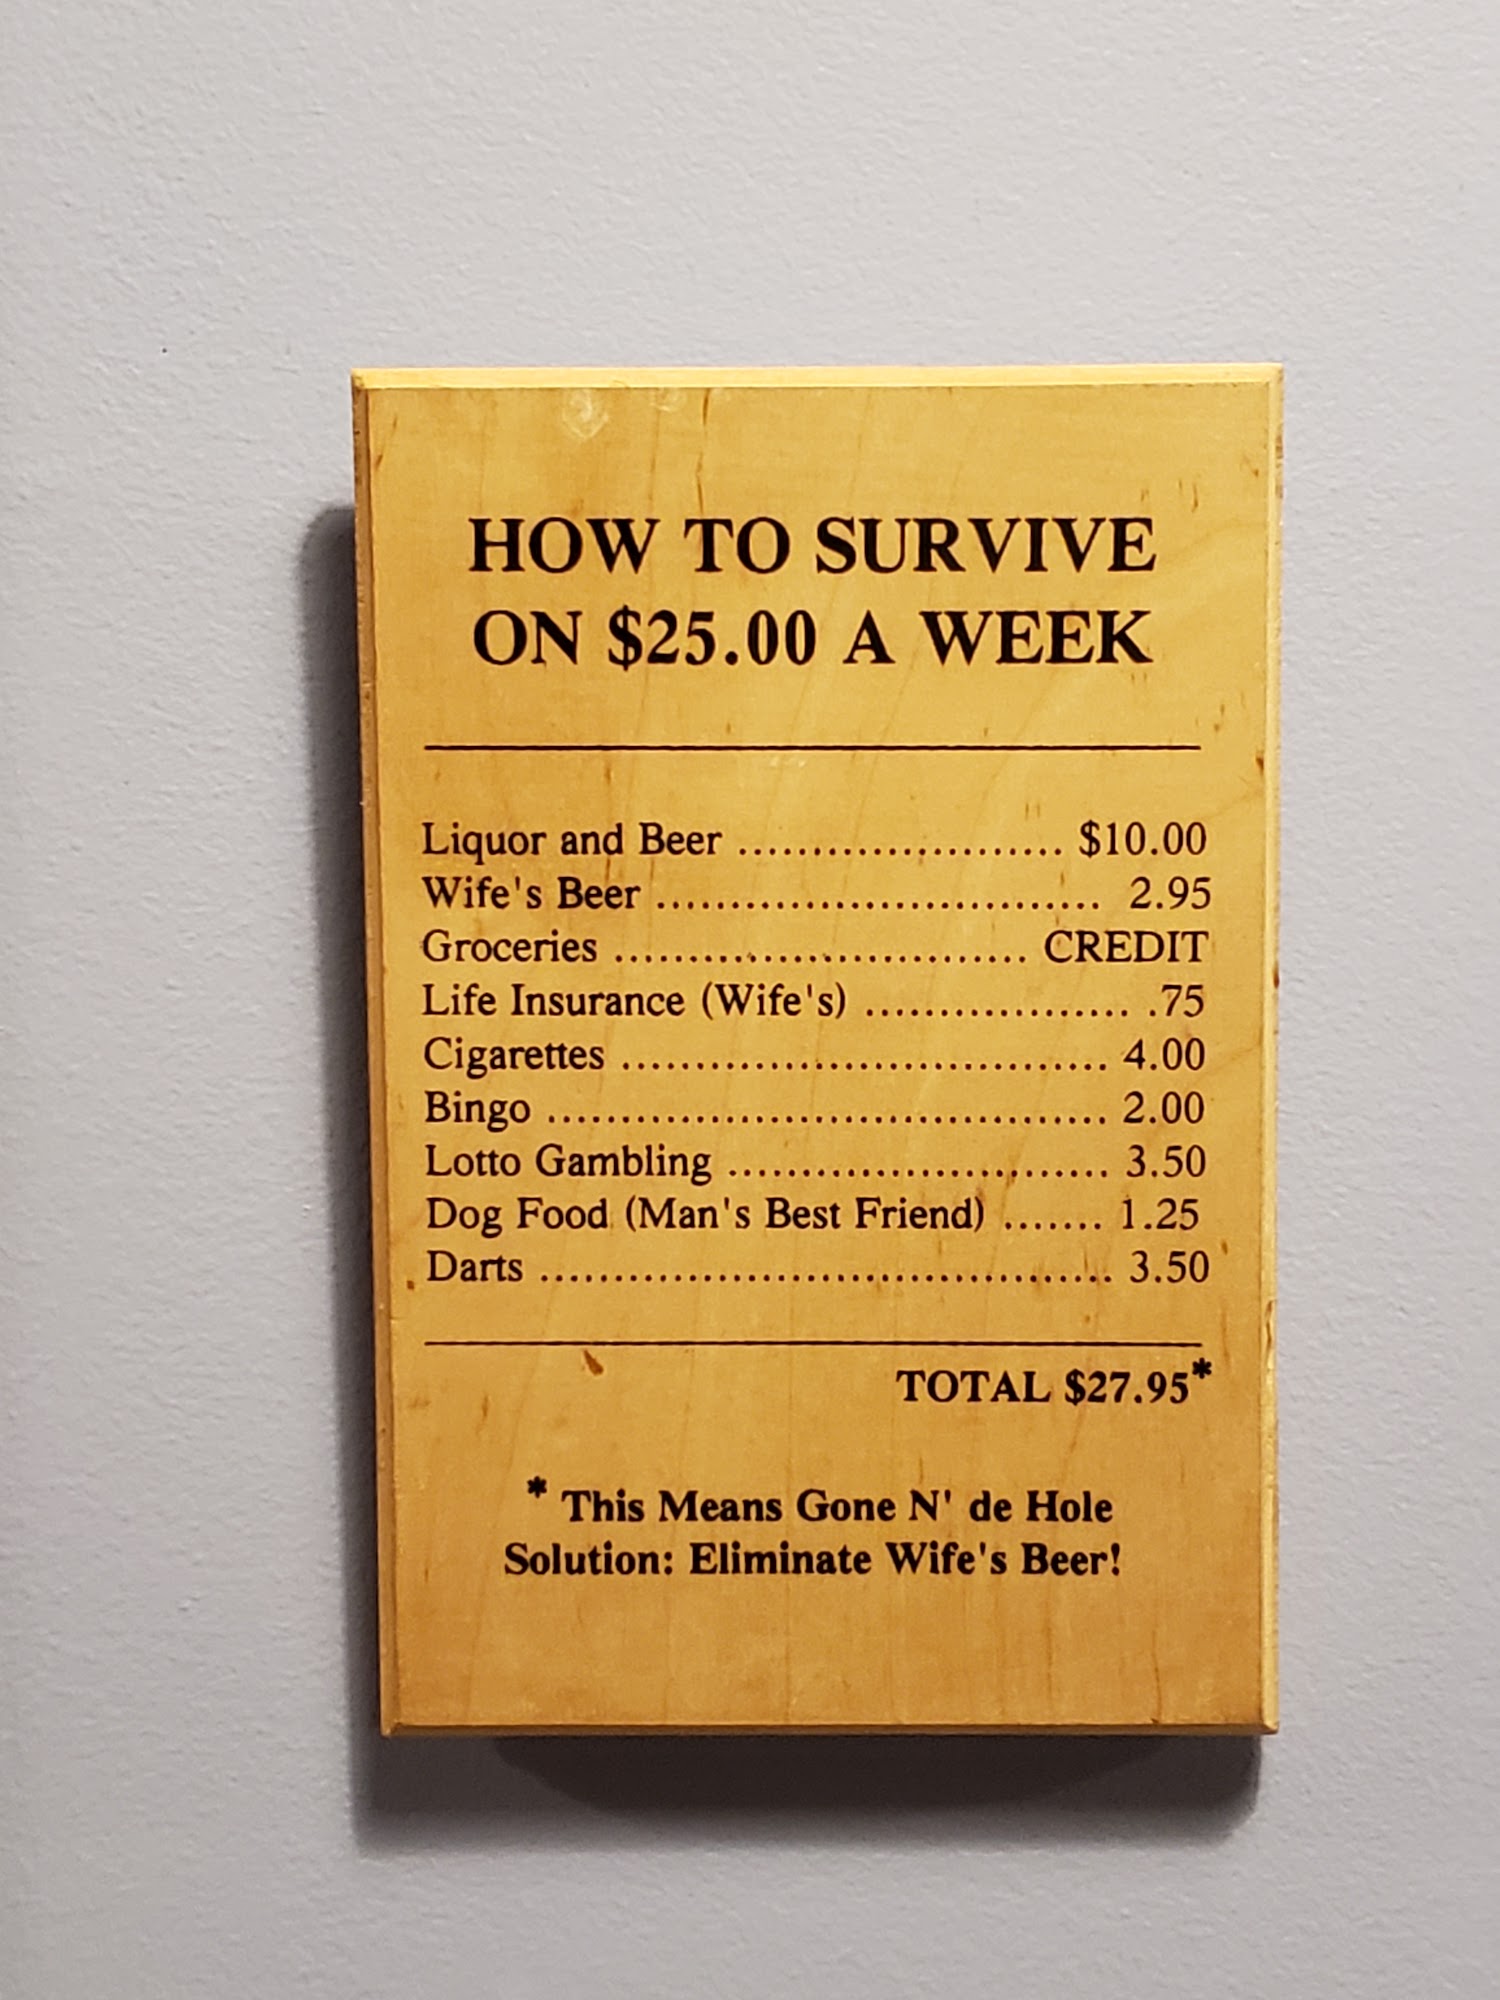 HOW TO SURVIVE
ON $25.00 A WEEK
Liquor and Beer ...................... $10.00
Wife's Beer .............................. 2.95
Groceries ............................ CREDIT
Life Insurance (Wife's) .................. .75
Cigarettes ................................. 4.00
Bingo ...................................... 2.00
Lotto Gambling .......................... 3.50
Dog Food (Man's Best Friend) ....... 1.25
Darts ....................................... 3.50
TOTAL $27.95*
* This Means Gone N' de Hole
Solution: Eliminate Wife's Beer!